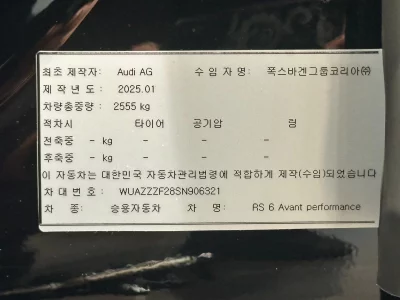 최초 제작자: Audi AG 수 입 자 명: 폭스바겐그룹코리아㈜
제 작 년 도 : 2025.01
차량총중량 : 2555 kg
적차시 타이어 공기압 림
전축중 - kg - - -
후축중 - kg - - -
이 자동차는 대한민국 자동차관리법령에 적합하게 제작(수입)되었습니다
차 대 번 호 : WUAZZZF28SN906321
차 종: 승용자동차 차 명: RS 6 Avant performance